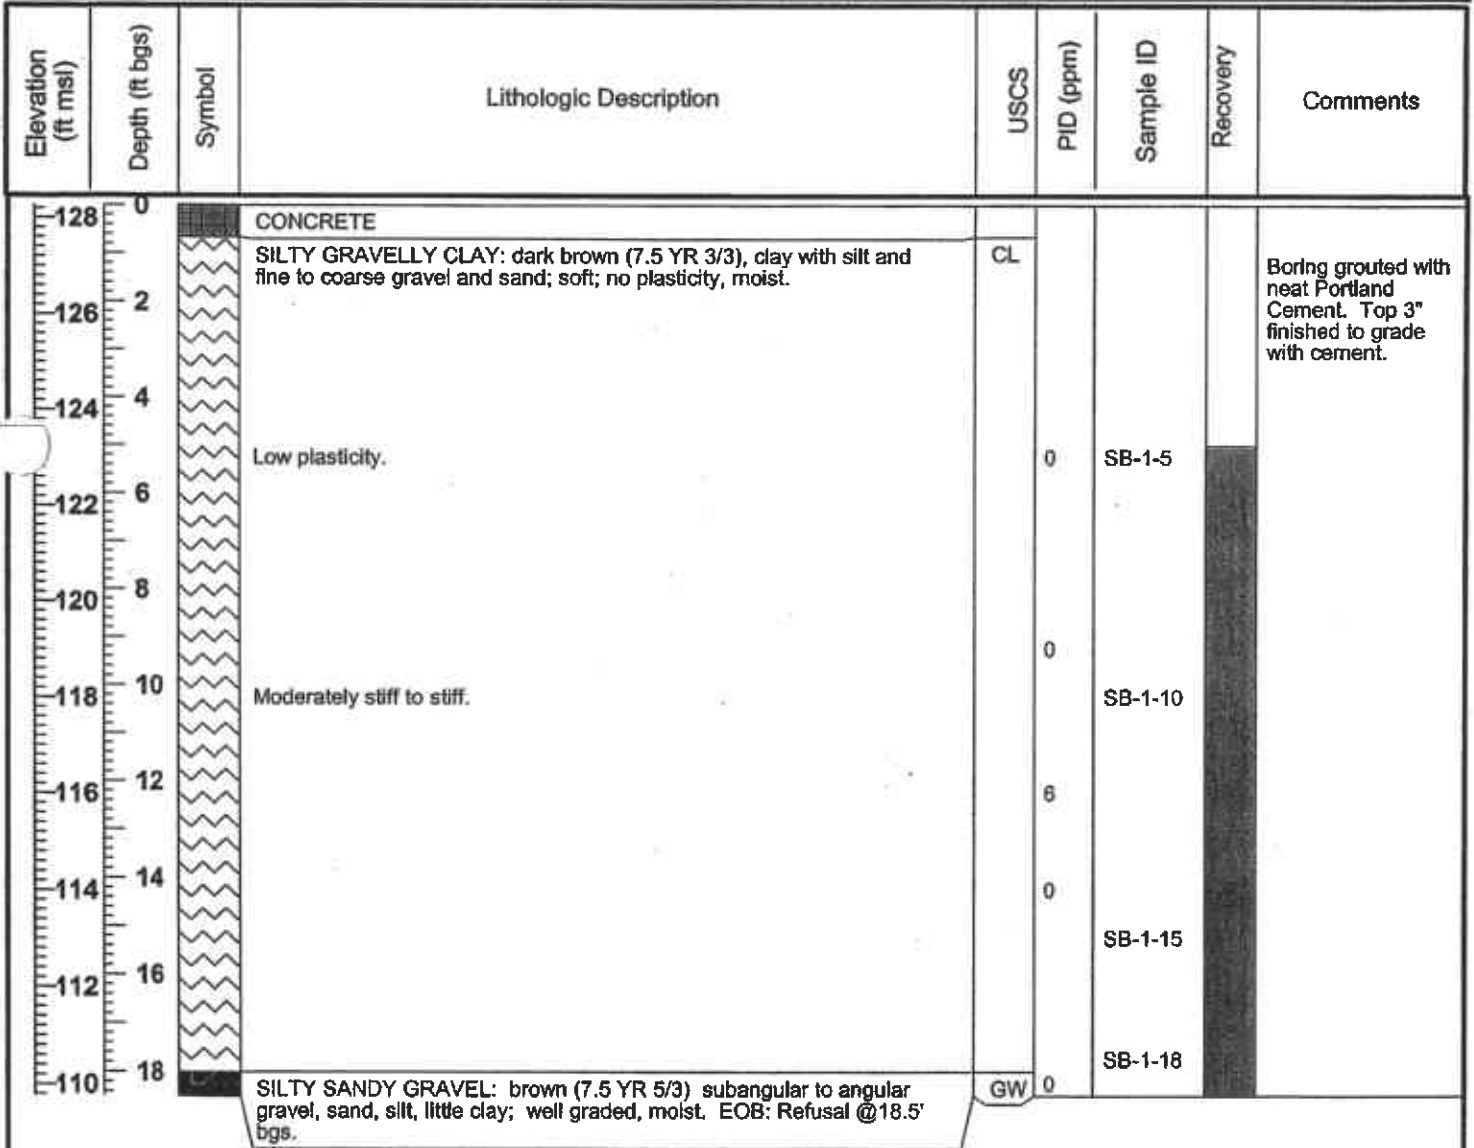 Elevation (ft msl)
Depth (ft bgs)
Symbol
Lithologic Description
USCS
PID (ppm)
Sample ID
Recovery
Comments
128
0
CONCRETE
SILTY GRAVELLY CLAY: dark brown (7.5 YR 3/3), clay with silt and
fine to coarse gravel and sand; soft; no plasticity, moist.
CL
Boring grouted with
neat Portland
Cement. Top 3"
finished to grade
with cement.
126
2
124
4
Low plasticity.
0
SB-1-5
122
6
120
8
0
118
10
Moderately stiff to stiff.
SB-1-10
116
12
6
114
14
0
SB-1-15
112
16
SB-1-18
110
18
SILTY SANDY GRAVEL: brown (7.5 YR 5/3) subangular to angular
gravel, sand, silt, little clay; well graded, moist. EOB: Refusal @18.5'
bgs.
GW
0